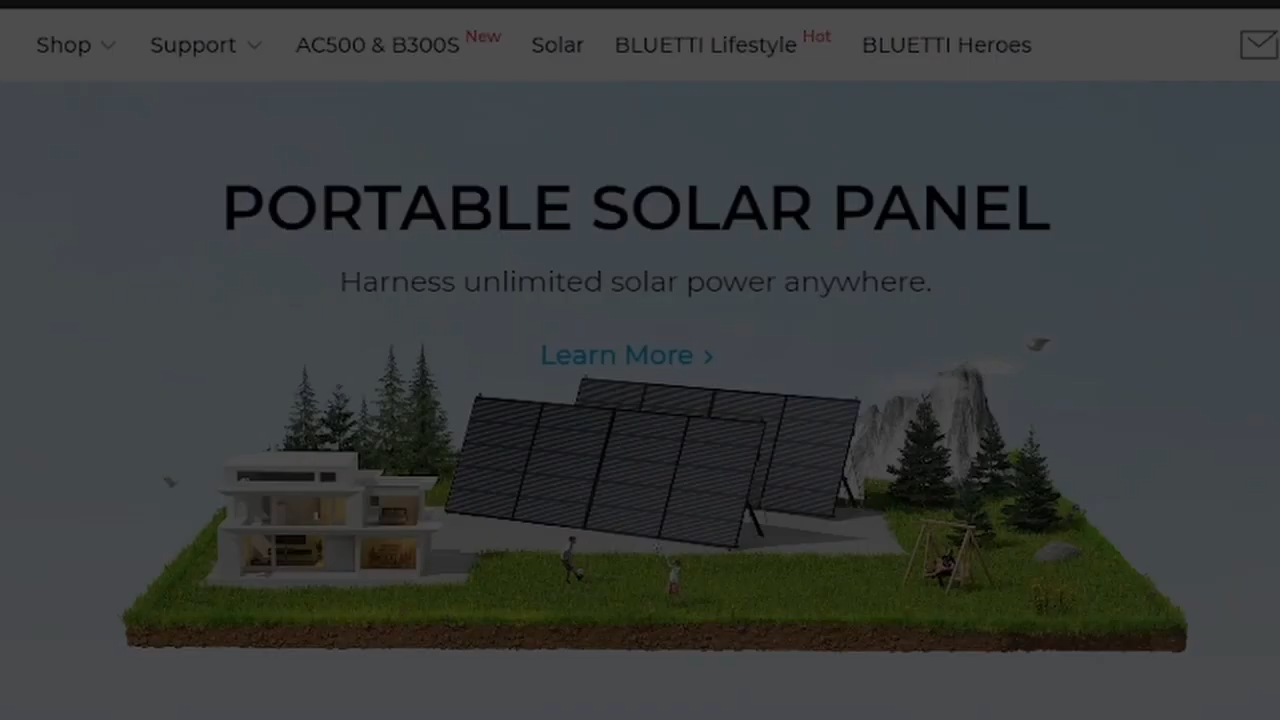 Shop Support AC500 & B300S New Solar BLUETTI Lifestyle Hot BLUETTI Heroes
PORTABLE SOLAR PANEL
Harness unlimited solar power anywhere.
Learn More >